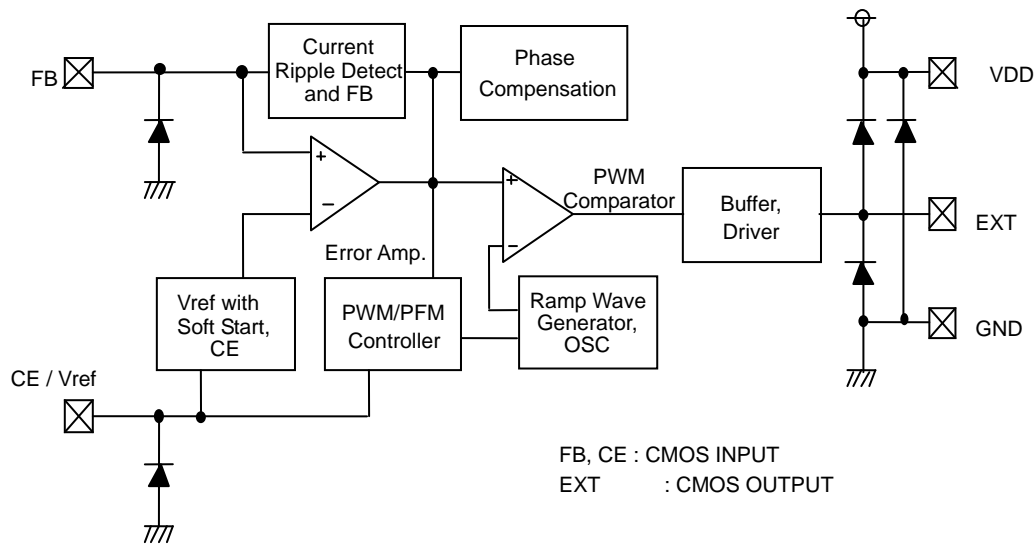 FB
Current
Ripple Detect
and FB
Phase
Compensation
VDD
+
−
Error Amp.
+
−
PWM
Comparator
Buffer,
Driver
EXT
Vref with
Soft Start,
CE
PWM/PFM
Controller
Ramp Wave
Generator,
OSC
GND
CE / Vref
FB, CE : CMOS INPUT
EXT : CMOS OUTPUT